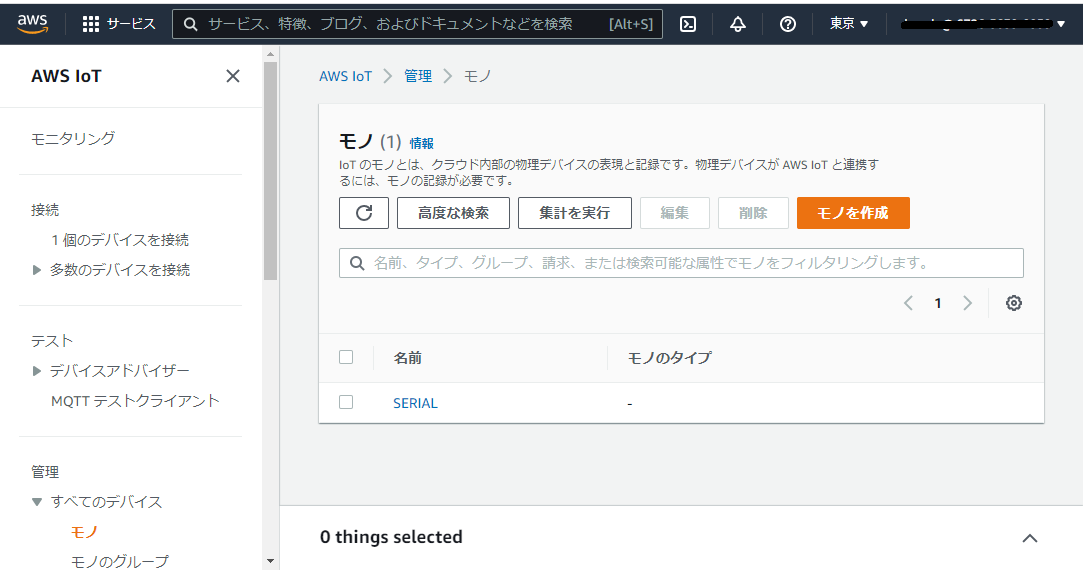 aws
サービス
サービス、特徴、ブログ、およびドキュメントなどを検索
[Alt+S]
東京
AWS IoT
モニタリング
接続
1 個のデバイスを接続
多数のデバイスを接続
テスト
デバイスアドバイザー
MQTT テストクライアント
管理
すべてのデバイス
モノ
モノのグループ
AWS IoT
管理
モノ
モノ (1) 情報
IoT のモノとは、クラウド内部の物理デバイスの表現と記録です。物理デバイスが AWS IoT と連携す
るには、モノの記録が必要です。
高度な検索
集計を実行
編集
削除
モノを作成
名前、タイプ、グループ、請求、または検索可能な属性でモノをフィルタリングします。
1
名前
モノのタイプ
SERIAL
-
0 things selected